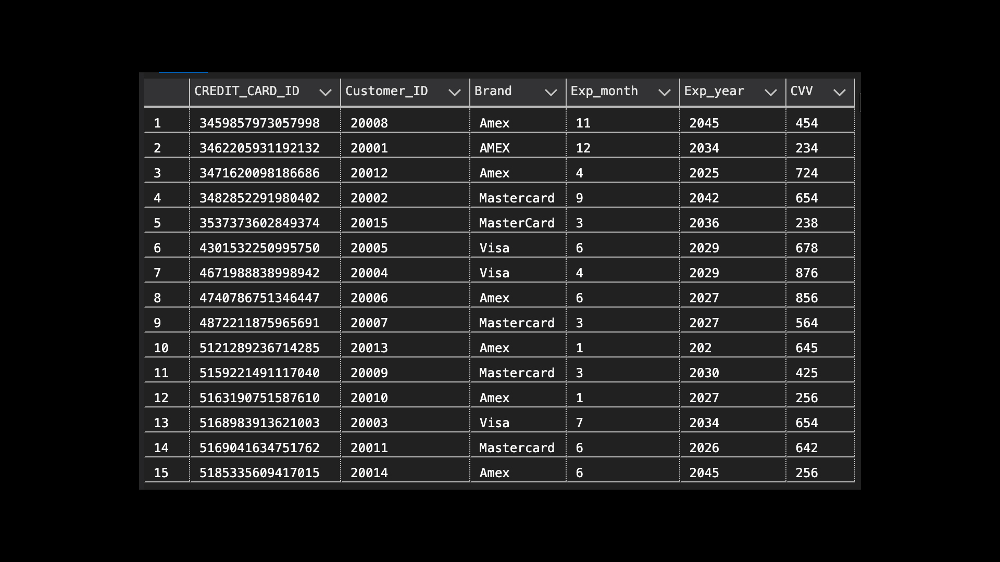 CREDIT_CARD_ID Customer_ID Brand Exp_month Exp_year CVV
1 3459857973057998 20008 Amex 11 2045 454
2 3462205931192132 20001 AMEX 12 2034 234
3 3471620098186686 20012 Amex 4 2025 724
4 3482852291980402 20002 Mastercard 9 2042 654
5 3537373602849374 20015 MasterCard 3 2036 238
6 4301532250995750 20005 Visa 6 2029 678
7 4671988838998942 20004 Visa 4 2029 876
8 4740786751346447 20006 Amex 6 2027 856
9 4872211875965691 20007 Mastercard 3 2027 564
10 5121289236714285 20013 Amex 1 202 645
11 5159221491117040 20009 Mastercard 3 2030 425
12 5163190751587610 20010 Amex 1 2027 256
13 5168983913621003 20003 Visa 7 2034 654
14 5169041634751762 20011 Mastercard 6 2026 642
15 5185335609417015 20014 Amex 6 2045 256